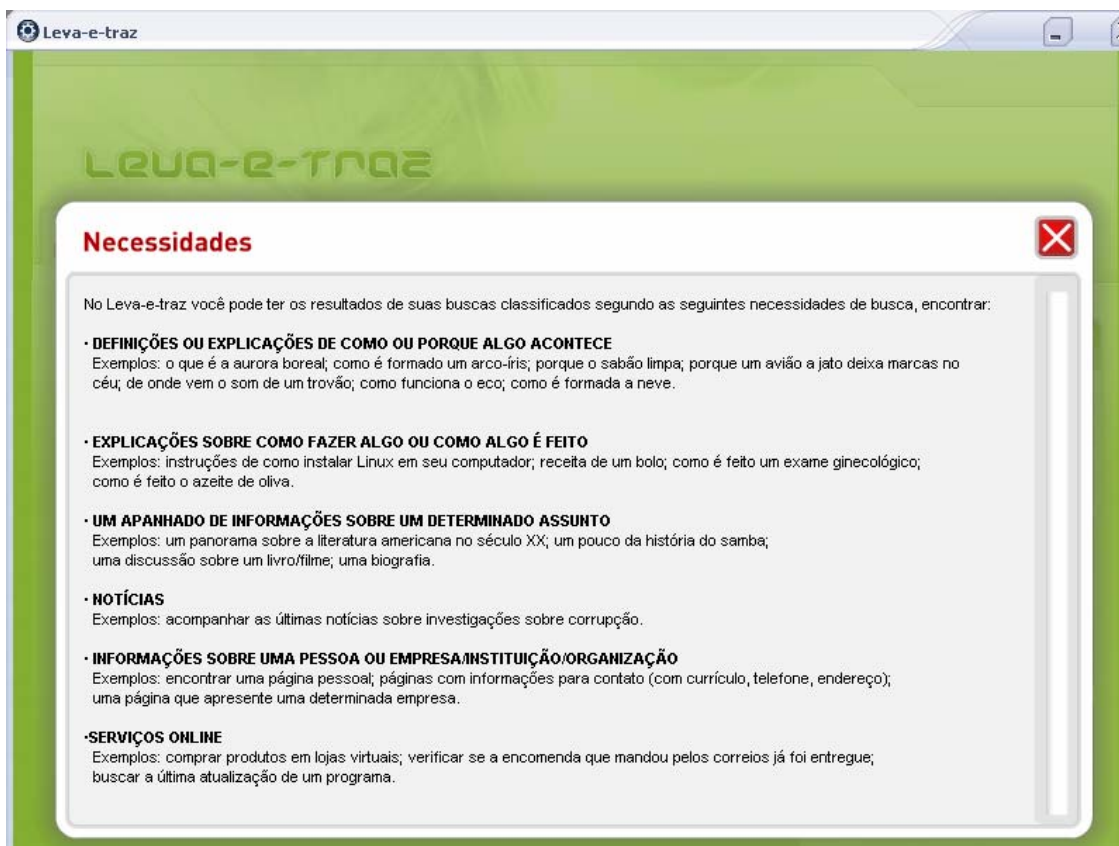 Leva-e-traz
Leva-e-traz
Necessidades
No Leva-e-traz você pode ter os resultados de suas buscas classificados segundo as seguintes necessidades de busca, encontrar:
· DEFINIÇÕES OU EXPLICAÇÕES DE COMO OU PORQUE ALGO ACONTECE
Exemplos: o que é a aurora boreal; como é formado um arco-íris; porque o sabão limpa; porque um avião a jato deixa marcas no
céu; de onde vem o som de um trovão; como funciona o eco; como é formada a neve.
· EXPLICAÇÕES SOBRE COMO FAZER ALGO OU COMO ALGO É FEITO
Exemplos: instruções de como instalar Linux em seu computador; receita de um bolo; como é feito um exame ginecológico;
como é feito o azeite de oliva.
· UM APANHADO DE INFORMAÇÕES SOBRE UM DETERMINADO ASSUNTO
Exemplos: um panorama sobre a literatura americana no século XX; um pouco da história do samba;
uma discussão sobre um livro/filme; uma biografia.
· NOTÍCIAS
Exemplos: acompanhar as últimas notícias sobre investigações sobre corrupção.
· INFORMAÇÕES SOBRE UMA PESSOA OU EMPRESA/INSTITUIÇÃO/ORGANIZAÇÃO
Exemplos: encontrar uma página pessoal; páginas com informações para contato (com currículo, telefone, endereço);
uma página que apresente uma determinada empresa.
·SERVIÇOS ONLINE
Exemplos: comprar produtos em lojas virtuais; verificar se a encomenda que mandou pelos correios já foi entregue;
buscar a última atualização de um programa.